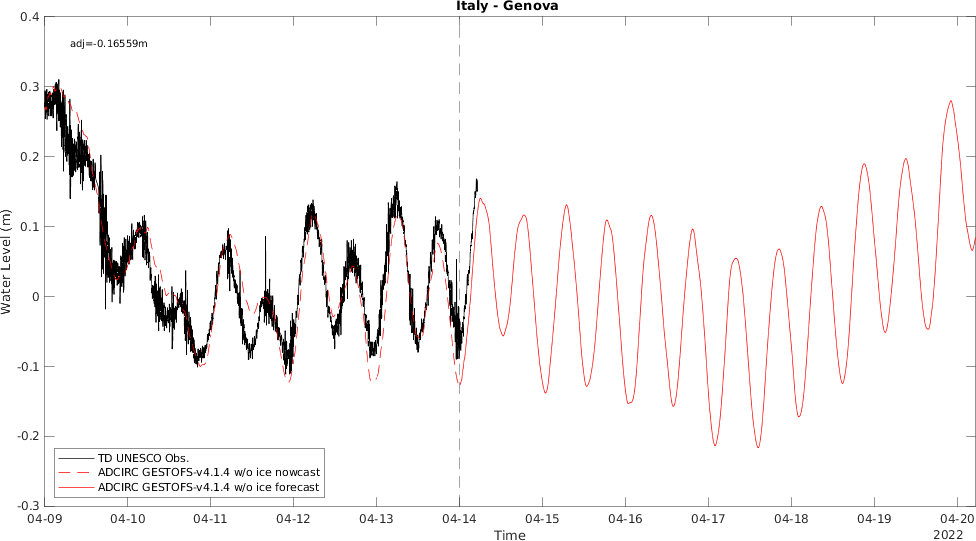 Italy - Genova
adj=-0.16559m
0.4
0.3
0.2
0.1
0
-0.1
-0.2
-0.3
Water Level (m)
TD UNESCO Obs.
ADCIRC GESTOFS-v4.1.4 w/o ice nowcast
ADCIRC GESTOFS-v4.1.4 w/o ice forecast
04-09 04-10 04-11 04-12 04-13 04-14 04-15 04-16 04-17 04-18 04-19 04-20
Time
2022